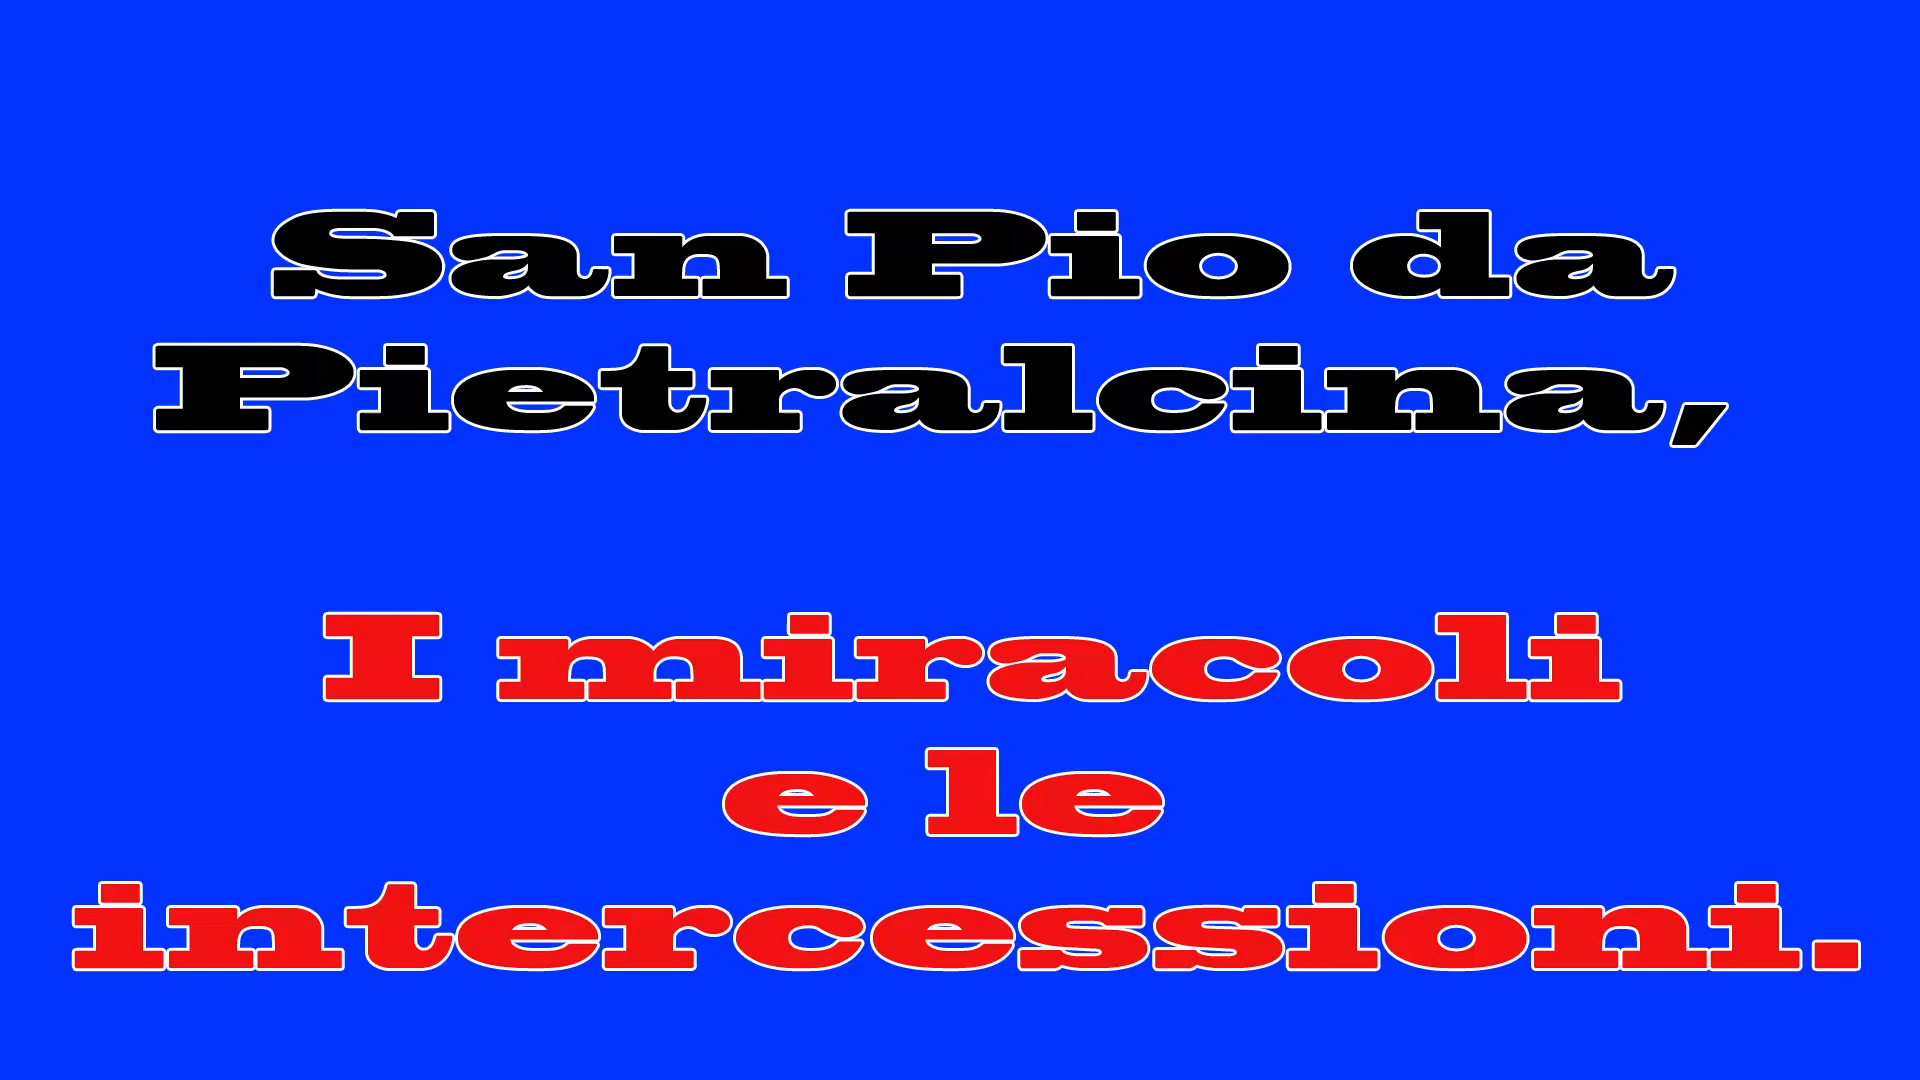 San Pio da
Pietralcina,
I miracoli
e le
intercessioni.